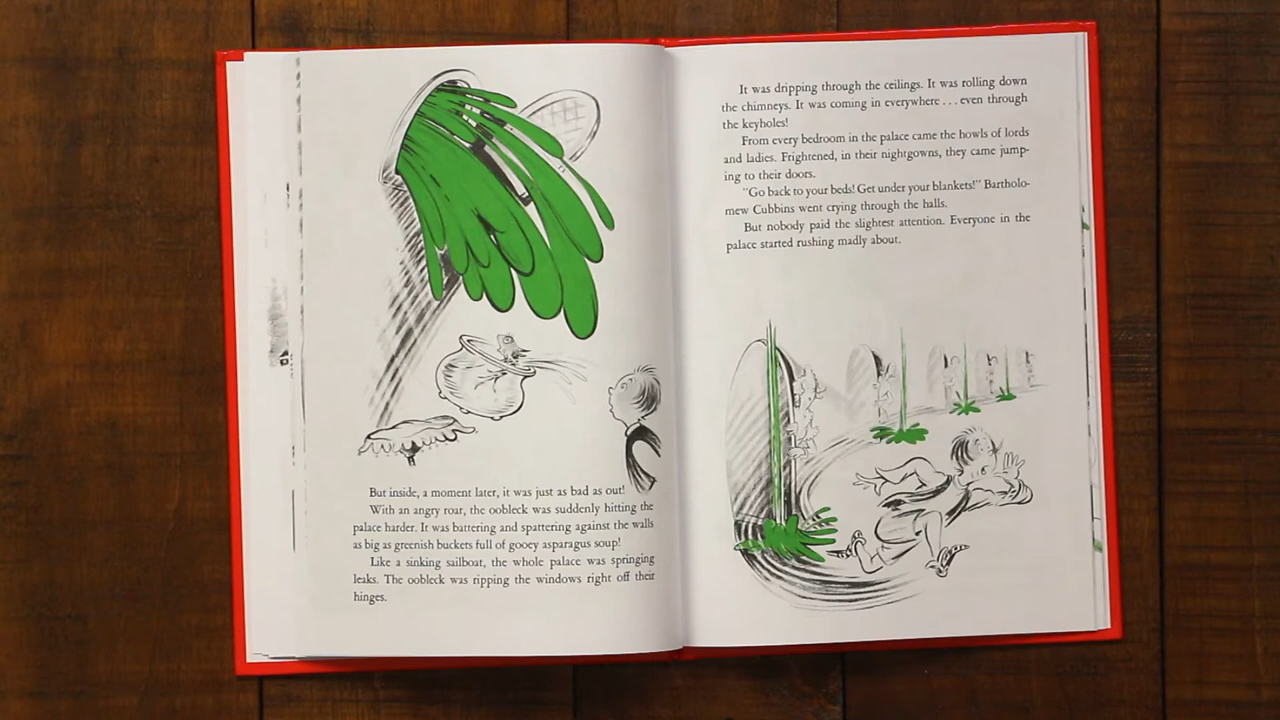 But inside, a moment later, it was just as bad as out!
With an angry roar, the oobleck was suddenly hitting the
palace harder. It was battering and spattering against the walls
as big as greenish buckets full of gooey asparagus soup!
Like a sinking sailboat, the whole palace was springing
leaks. The oobleck was ripping the windows right off their
hinges.
It was dripping through the ceilings. It was rolling down
the chimneys. It was coming in everywhere . . . even through
the keyholes!
From every bedroom in the palace came the howls of lords
and ladies. Frightened, in their nightgowns, they came jump-
ing to their doors.
"Go back to your beds! Get under your blankets!" Bartholo-
mew Cubbins went crying through the halls.
But nobody paid the slightest attention. Everyone in the
palace started rushing madly about.